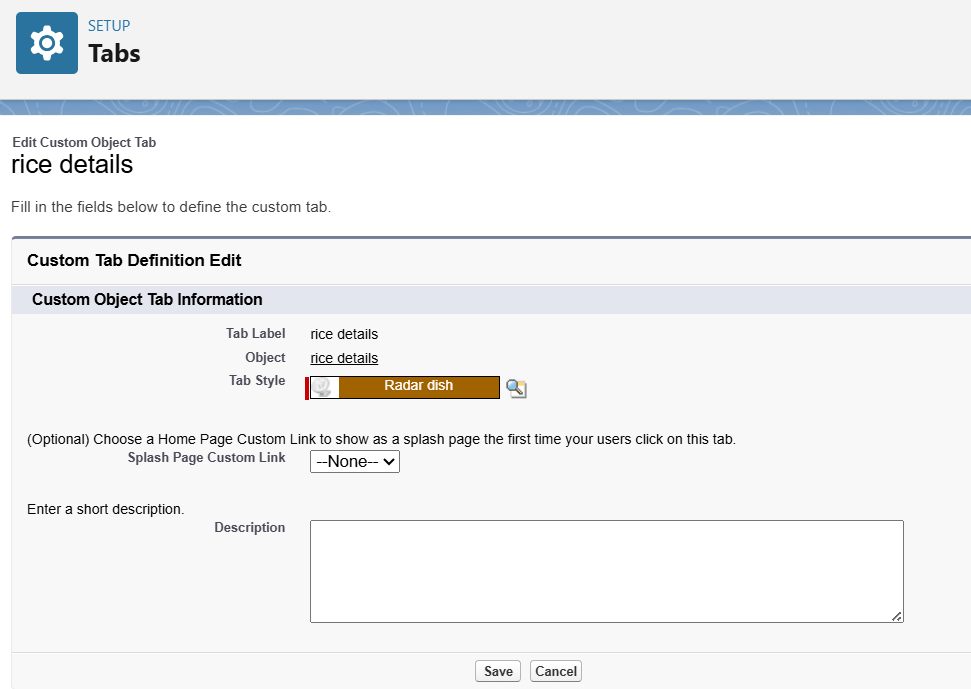 SETUP
Tabs
Edit Custom Object Tab
rice details
Fill in the fields below to define the custom tab.
Custom Tab Definition Edit
Custom Object Tab Information
Tab Label rice details
Object rice details
Tab Style Radar dish
(Optional) Choose a Home Page Custom Link to show as a splash page the first time your users click on this tab.
Splash Page Custom Link --None--
Enter a short description.
Description
Save Cancel